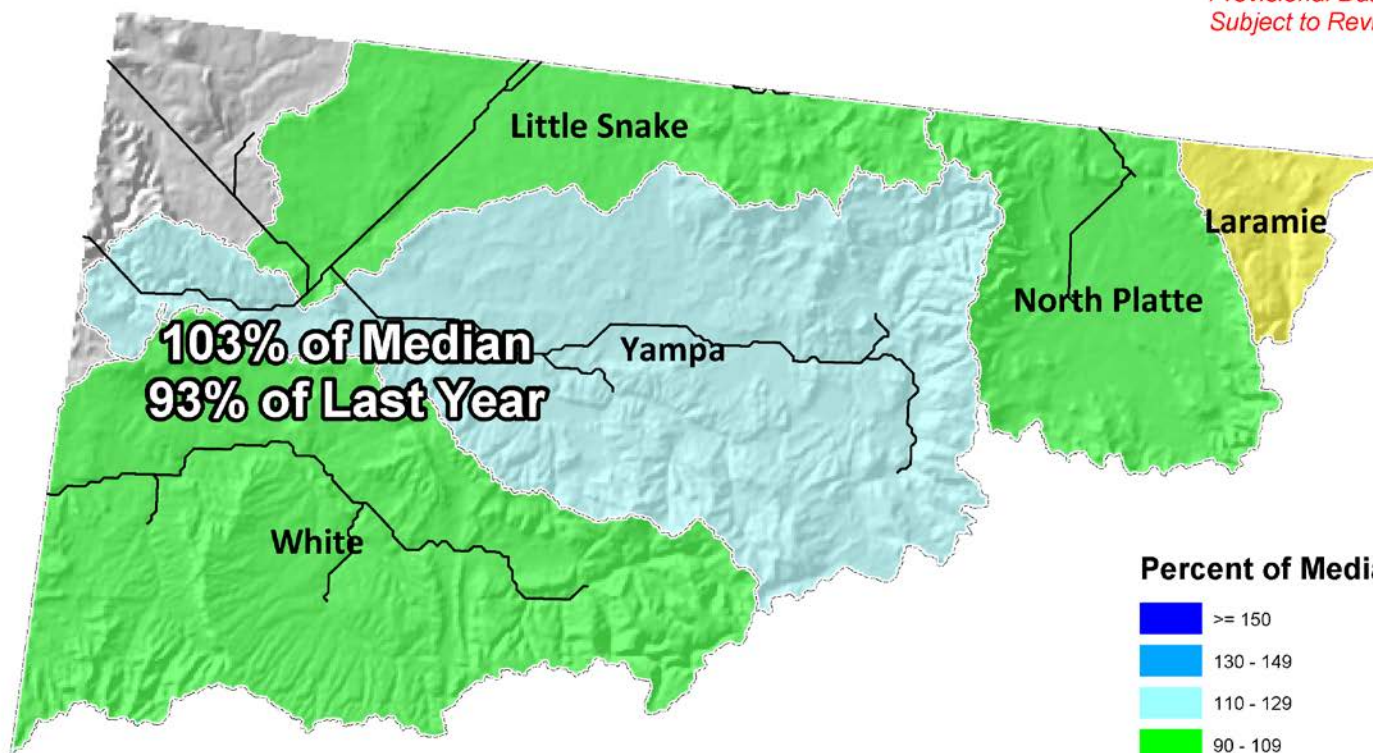 Subject to Rev
Little Snake
Laramie
North Platte
103% of Median
93% of Last Year
Yampa
White
Percent of Media
>= 150
130 - 149
110 - 129
90 - 109